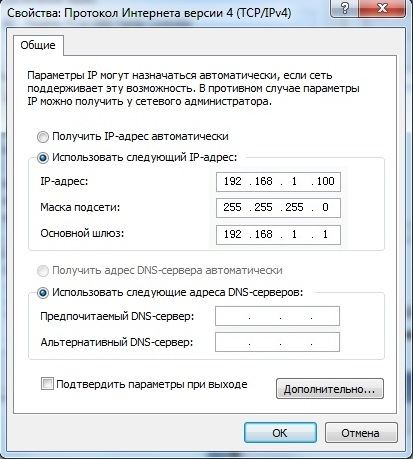 Свойства: Протокол Интернета версии 4 (TCP/IPv4)
Общие
Параметры IP могут назначаться автоматически, если сеть
поддерживает эту возможность. В противном случае параметры
IP можно получить у сетевого администратора.
Получить IP-адрес автоматически
Использовать следующий IP-адрес:
IP-адрес: 192 . 168 . 1 . 100
Маска подсети: 255 . 255 . 255 . 0
Основной шлюз: 192 . 168 . 1 . 1
Получить адрес DNS-сервера автоматически
Использовать следующие адреса DNS-серверов:
Предпочитаемый DNS-сервер: . . .
Альтернативный DNS-сервер: . . .
Подтвердить параметры при выходе
Дополнительно...
ОК Отмена